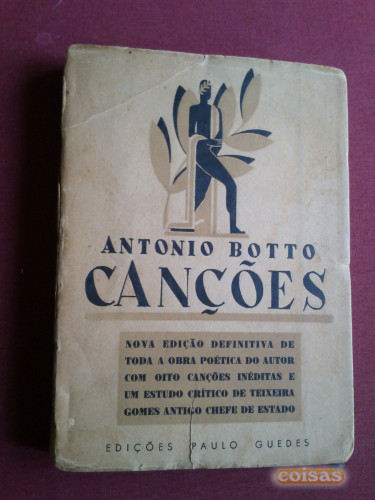 ANTONIO BOTTO
CANÇÕES
NOVA EDIÇÃO DEFINITIVA DE
TODA A OBRA POÉTICA DO AUTOR
COM OITO CANÇÕES INÉDITAS E
UM ESTUDO CRÍTICO DE TEIXEIRA
GOMES ANTIGO CHEFE DE ESTADO
EDIÇÕES PAULO GUEDES
coisas